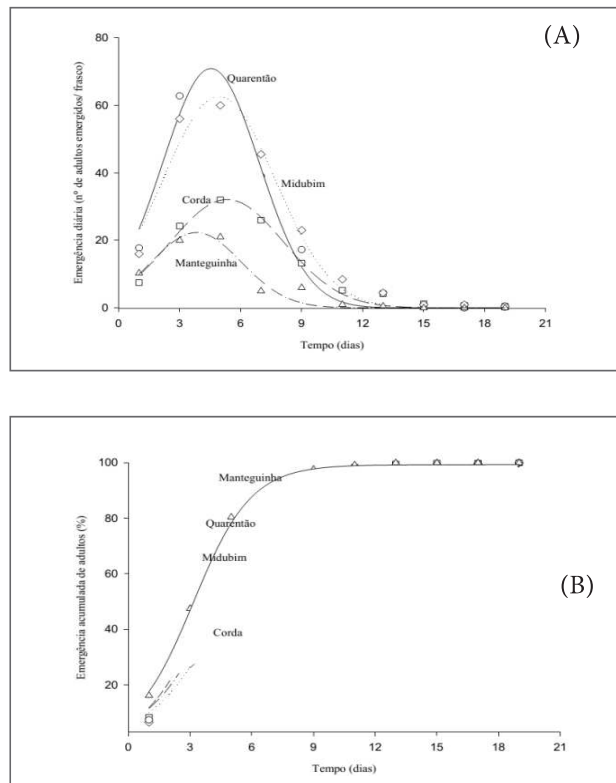 (A)
80
60
40
20
0
Emergência diária (nº de adultos emergidos/ frasco)
Quarentão
Midubim
Corda
Manteguinha
0 3 6 9 12 15 18 21
Tempo (dias)
(B)
100
80
60
40
20
Emergência acumulada de adultos (%)
Manteguinha
Quarentão
Midubim
Corda
0 3 6 9 12 15 18 21
Tempo (dias)